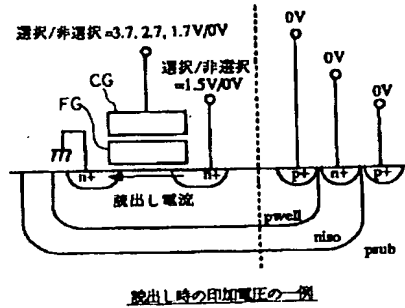 選択/非選択=3.7, 2.7, 1.7V/0V
0V
選択/非選択
=1.5V/0V
0V
0V
CG
FG
n+
n+
p+
n+
p+
読出し電流
pwell
niso
psub
読出し時の印加電圧の一例